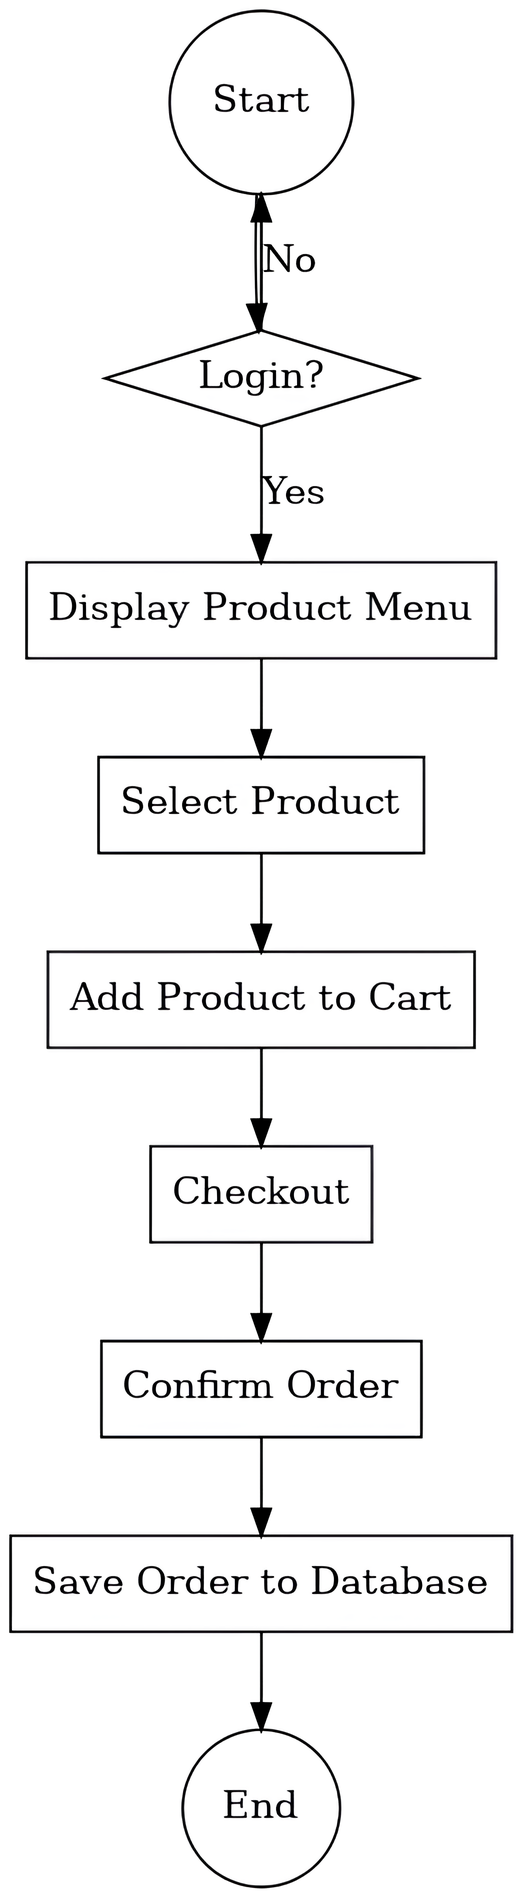 Start
No
Login?
Yes
Display Product Menu
Select Product
Add Product to Cart
Checkout
Confirm Order
Save Order to Database
End